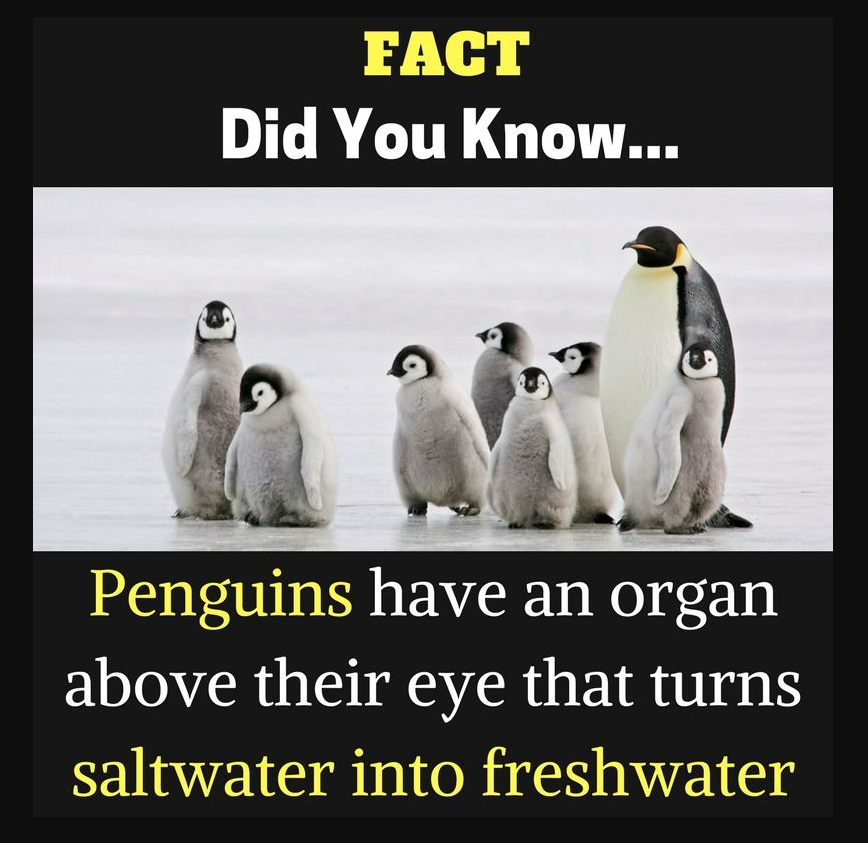 FACT
Did You Know...
Penguins have an organ
above their eye that turns
saltwater into freshwater